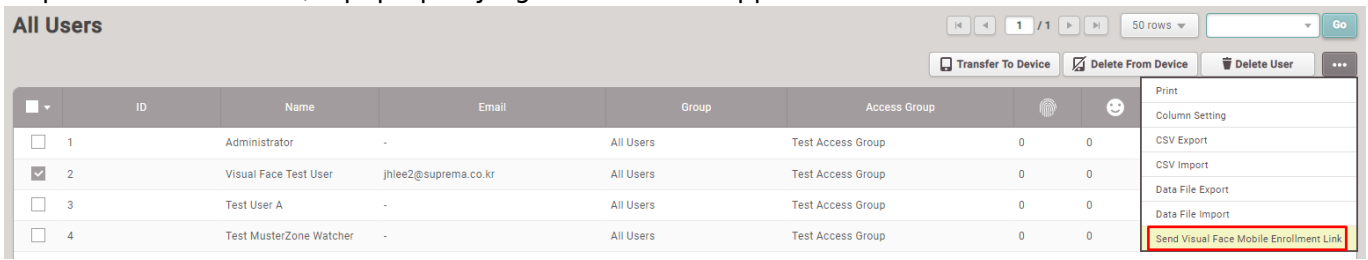 All Users
1 / 1
50 rows
Go
Transfer To Device
Delete From Device
Delete User
...
ID Name Email Group Access Group
1 Administrator - All Users Test Access Group 0 0
2 Visual Face Test User jhlee2@suprema.co.kr All Users Test Access Group 0 0
3 Test User A - All Users Test Access Group 0 0
4 Test MusterZone Watcher - All Users Test Access Group 0 0
Print
Column Setting
CSV Export
CSV Import
Data File Export
Data File Import
Send Visual Face Mobile Enrollment Link